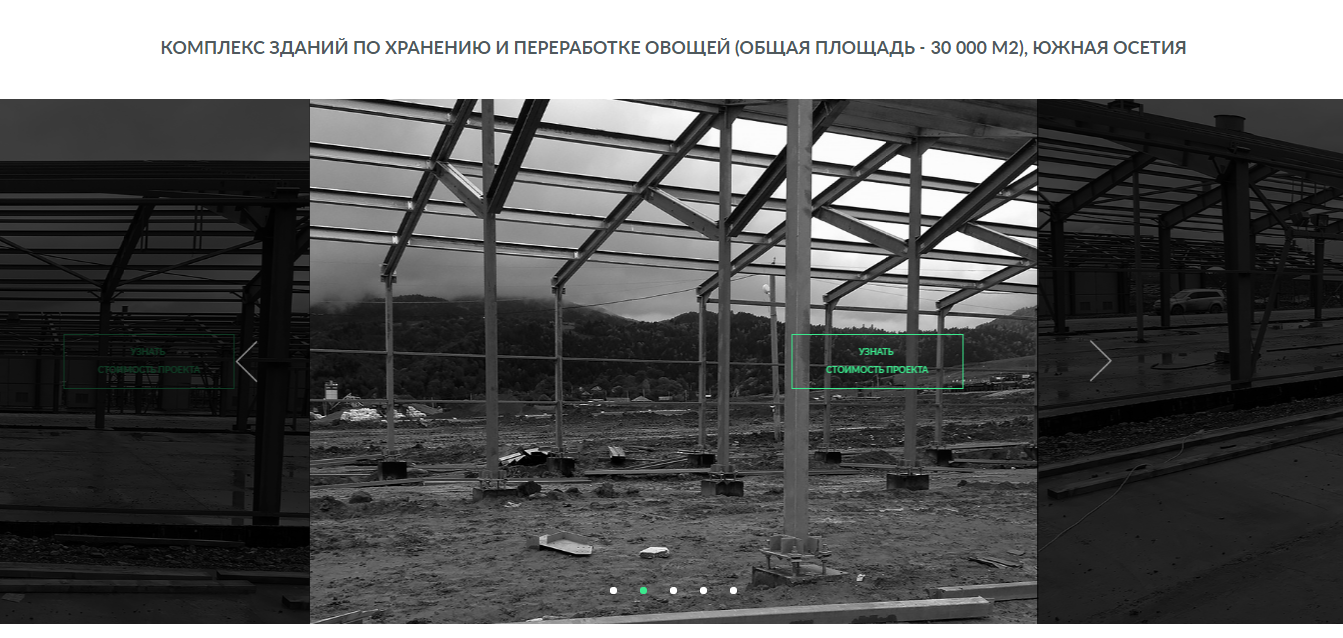 КОМПЛЕКС ЗДАНИЙ ПО ХРАНЕНИЮ И ПЕРЕРАБОТКЕ ОВОЩЕЙ (ОБЩАЯ ПЛОЩАДЬ - 30 000 М2), ЮЖНАЯ ОСЕТИЯ
УЗНАТЬ
СТОИМОСТЬ ПРОЕКТА
УЗНАТЬ
СТОИМОСТЬ ПРОЕКТА